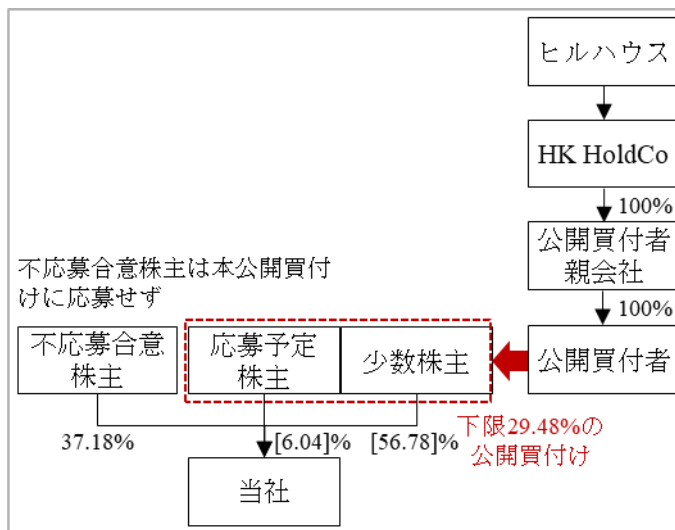 ヒルハウス
HK HoldCo
100%
公開買付者
親会社
100%
不応募合意株主は本公開買付
けに応募せず
不応募合意
株主
応募予定
株主
少数株主
公開買付者
37.18%
[6.04]%
[56.78]%
下限29.48%の
公開買付け
当社